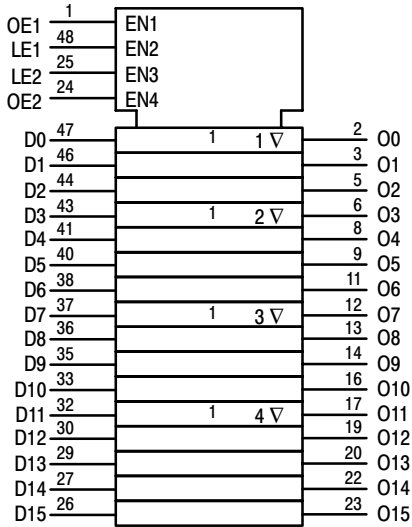 OE1 1 EN1
LE1 48 EN2
LE2 25 EN3
OE2 24 EN4
D0 47 1 1 ∇ 2 O0
D1 46 3 O1
D2 44 5 O2
D3 43 1 2 ∇ 6 O3
D4 41 8 O4
D5 40 9 O5
D6 38 11 O6
D7 37 1 3 ∇ 12 O7
D8 36 13 O8
D9 35 14 O9
D10 33 16 O10
D11 32 1 4 ∇ 17 O11
D12 30 19 O12
D13 29 20 O13
D14 27 22 O14
D15 26 23 O15